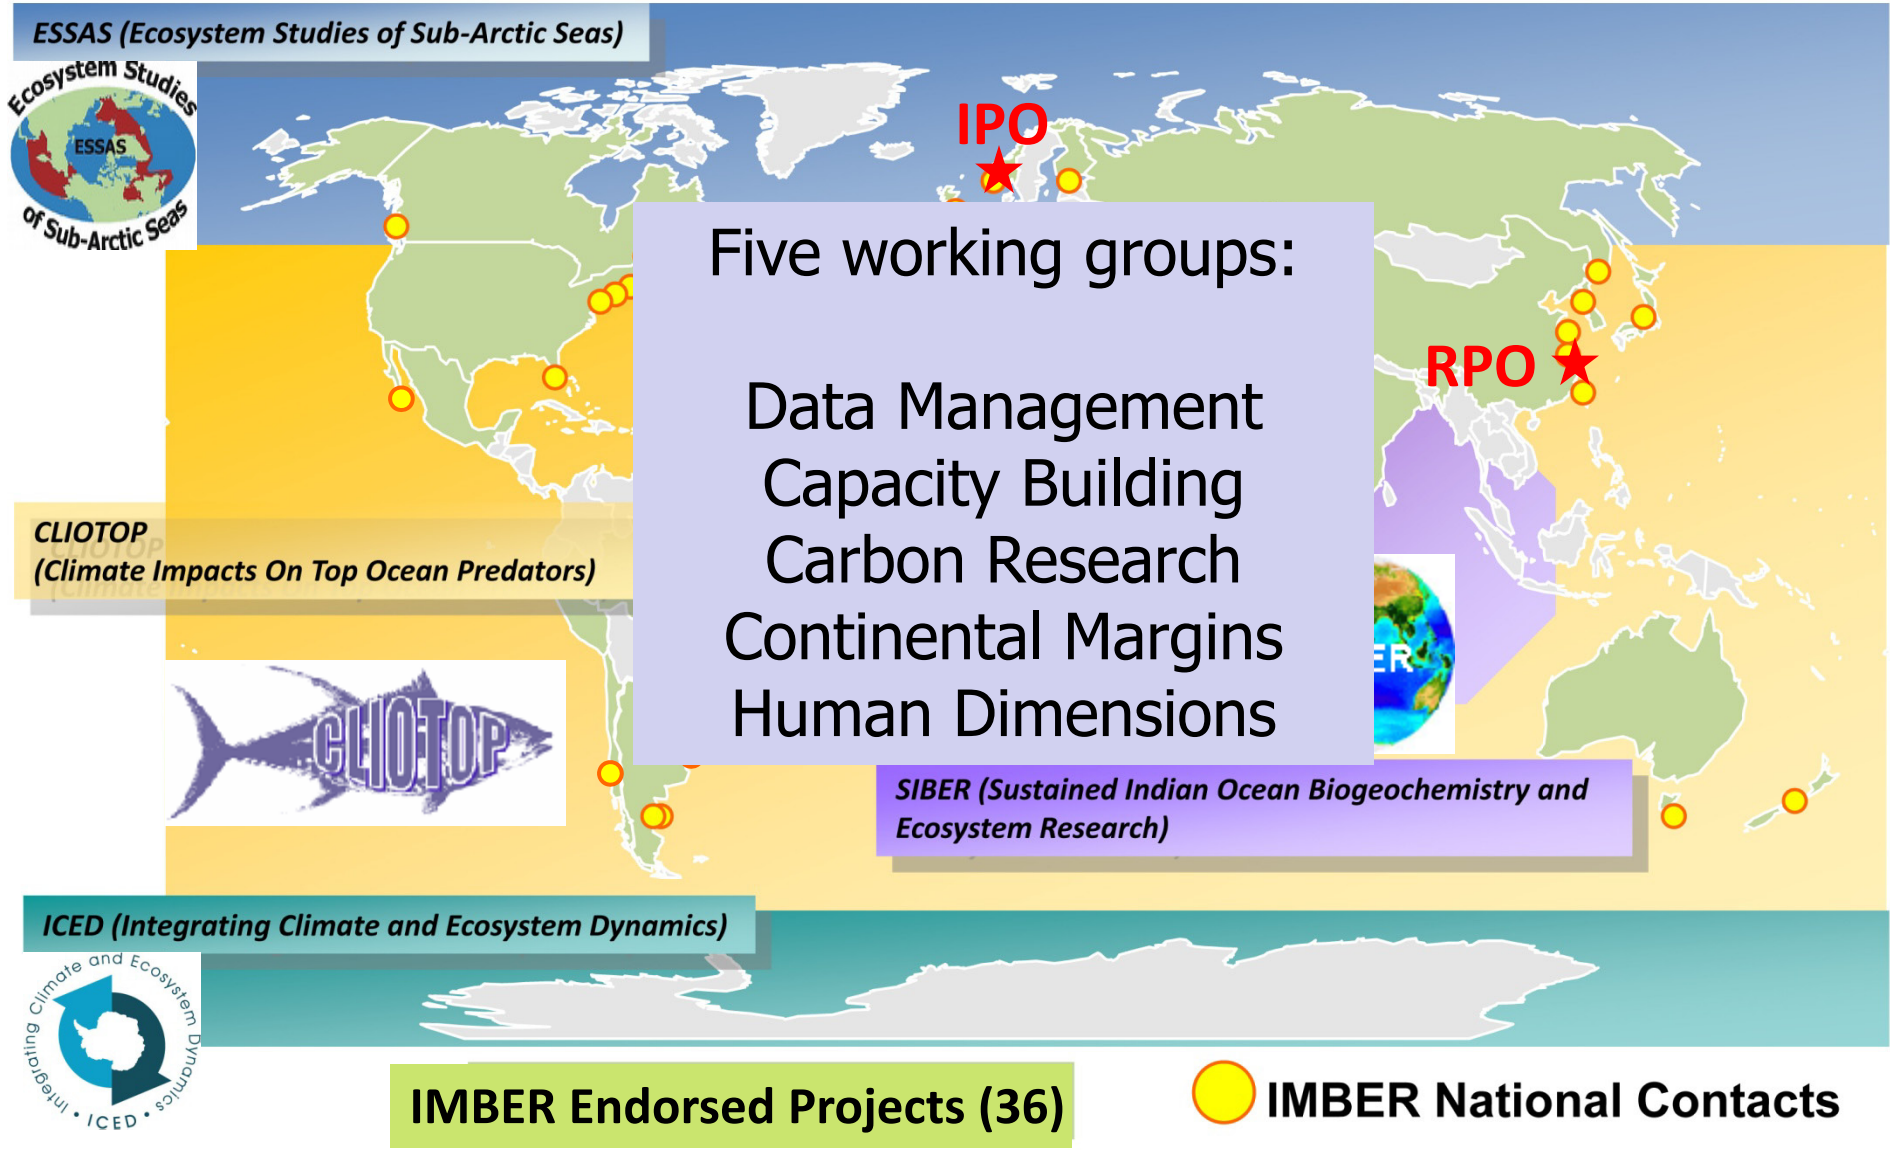 ESSAS (Ecosystem Studies of Sub-Arctic Seas)
Ecosystem Studies
ESSAS
of Sub-Arctic Seas
IPO
Five working groups:
Data Management
Capacity Building
Carbon Research
Continental Margins
Human Dimensions
RPO
CLIOTOP
(Climate Impacts On Top Ocean Predators)
CLIOTOP
ER
SIBER (Sustained Indian Ocean Biogeochemistry and
Ecosystem Research)
ICED (Integrating Climate and Ecosystem Dynamics)
Integrating Climate and Ecosystem Dynamics
• ICED •
IMBER Endorsed Projects (36)
IMBER National Contacts